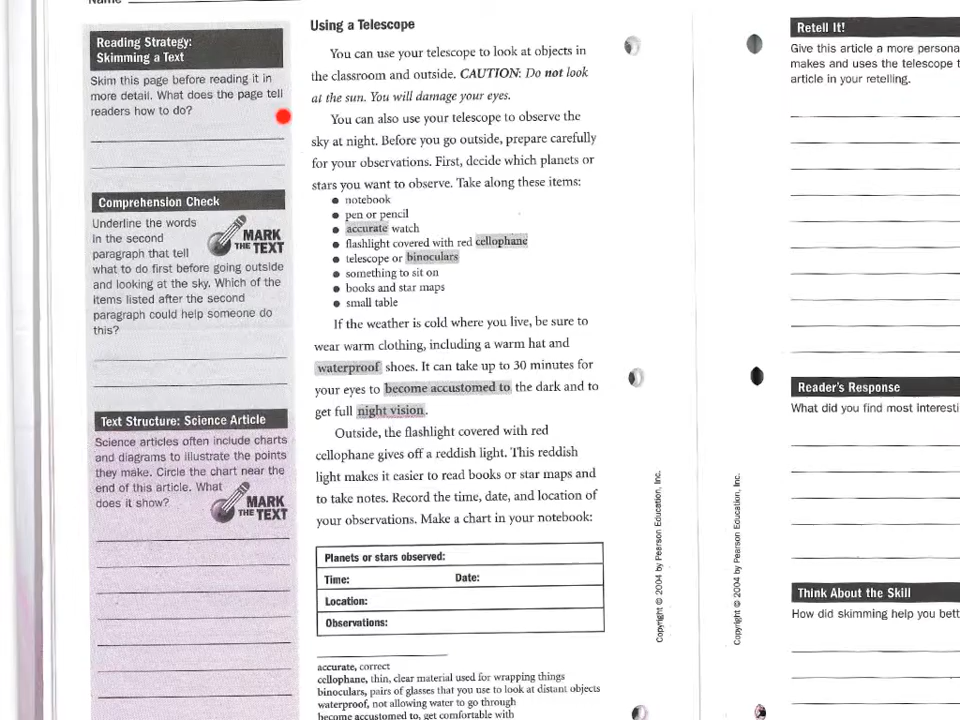 Reading Strategy:
Skimming a Text
Skim this page before reading it in
more detail. What does the page tell
readers how to do?
Comprehension Check
Underline the words
in the second
paragraph that tell
what to do first before going outside
and looking at the sky. Which of the
items listed after the second
paragraph could help someone do
this?
MARK
THE TEXT
Text Structure: Science Article
Science articles often include charts
and diagrams to illustrate the points
they make. Circle the chart near the
end of this article. What
does it show?
MARK
THE TEXT
Using a Telescope
You can use your telescope to look at objects in
the classroom and outside. CAUTION: Do not look
at the sun. You will damage your eyes.
You can also use your telescope to observe the
sky at night. Before you go outside, prepare carefully
for your observations. First, decide which planets or
stars you want to observe. Take along these items:
● notebook
● pen or pencil
● accurate watch
● flashlight covered with red cellophane
● telescope or binoculars
● something to sit on
● books and star maps
● small table
If the weather is cold where you live, be sure to
wear warm clothing, including a warm hat and
waterproof shoes. It can take up to 30 minutes for
your eyes to become accustomed to the dark and to
get full night vision.
Outside, the flashlight covered with red
cellophane gives off a reddish light. This reddish
light makes it easier to read books or star maps and
to take notes. Record the time, date, and location of
your observations. Make a chart in your notebook:
Planets or stars observed:
Time: Date:
Location:
Observations:
accurate, correct
cellophane, thin, clear material used for wrapping things
binoculars, pairs of glasses that you use to look at distant objects
waterproof, not allowing water to go through
become accustomed to, get comfortable with
Copyright © 2004 by Pearson Education, Inc.
Copyright © 2004 by Pearson Education, Inc.
Retell It!
Give this article a more persona
makes and uses the telescope t
article in your retelling.
Reader's Response
What did you find most interesti
Think About the Skill
How did skimming help you bett